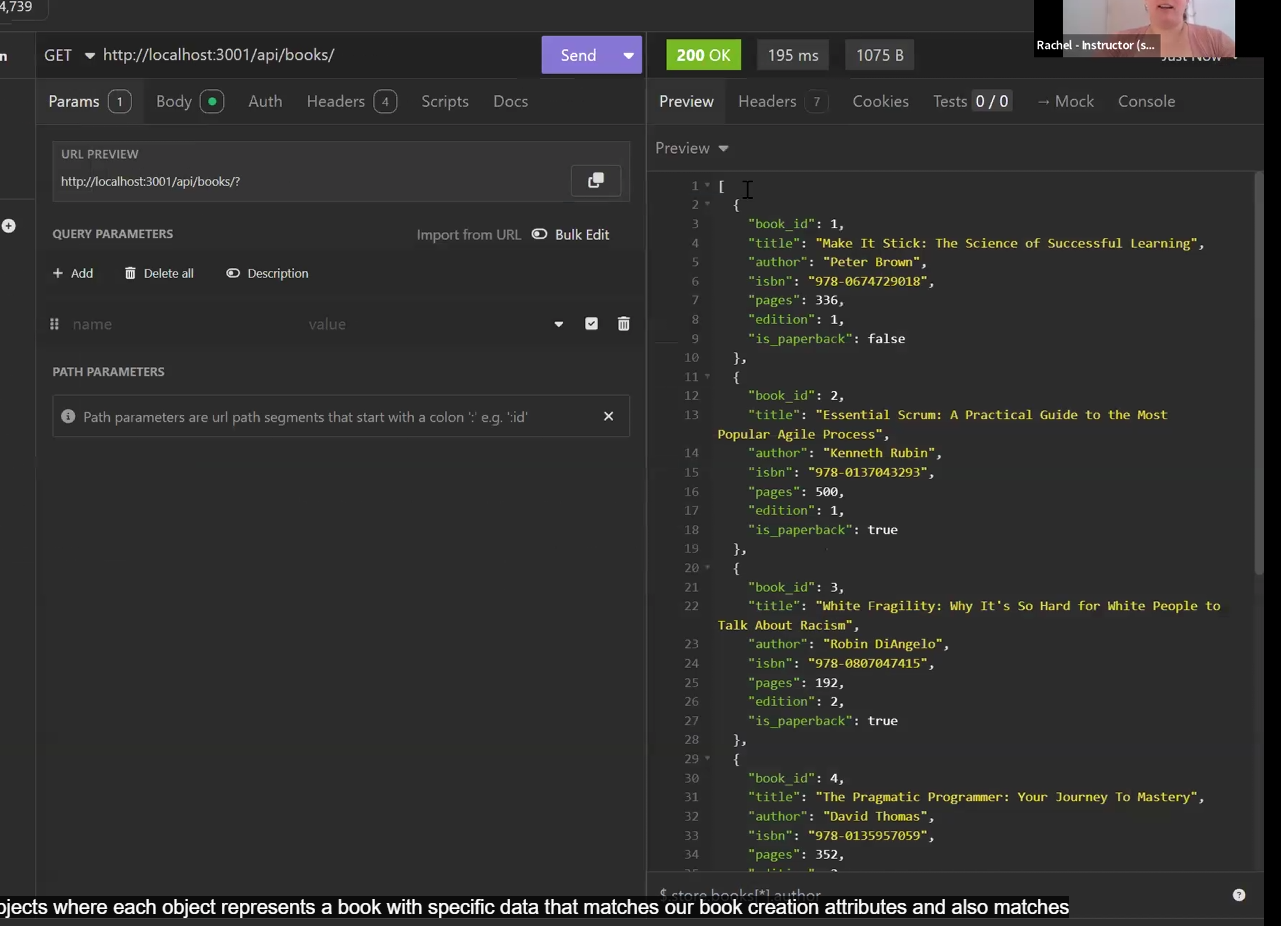 4,739
n
GET http://localhost:3001/api/books/ Send
200 OK 195 ms 1075 B
Rachel - Instructor (s...
Just Now
Params 1 Body Auth Headers 4 Scripts Docs
Preview Headers 7 Cookies Tests 0 / 0 → Mock Console
URL PREVIEW
http://localhost:3001/api/books/?
QUERY PARAMETERS Import from URL Bulk Edit
+ Add Delete all Description
name value
PATH PARAMETERS
Path parameters are url path segments that start with a colon ':' e.g. ':id'
Preview
1 [
2 {
3 "book_id": 1,
4 "title": "Make It Stick: The Science of Successful Learning",
5 "author": "Peter Brown",
6 "isbn": "978-0674729018",
7 "pages": 336,
8 "edition": 1,
9 "is_paperback": false
10 },
11 {
12 "book_id": 2,
13 "title": "Essential Scrum: A Practical Guide to the Most
Popular Agile Process",
14 "author": "Kenneth Rubin",
15 "isbn": "978-0137043293",
16 "pages": 500,
17 "edition": 1,
18 "is_paperback": true
19 },
20 {
21 "book_id": 3,
22 "title": "White Fragility: Why It's So Hard for White People to
Talk About Racism",
23 "author": "Robin DiAngelo",
24 "isbn": "978-0807047415",
25 "pages": 192,
26 "edition": 2,
27 "is_paperback": true
28 },
29 {
30 "book_id": 4,
31 "title": "The Pragmatic Programmer: Your Journey To Mastery",
32 "author": "David Thomas",
33 "isbn": "978-0135957059",
34 "pages": 352,
$.store.books[*].author
bjects where each object represents a book with specific data that matches our book creation attributes and also matches